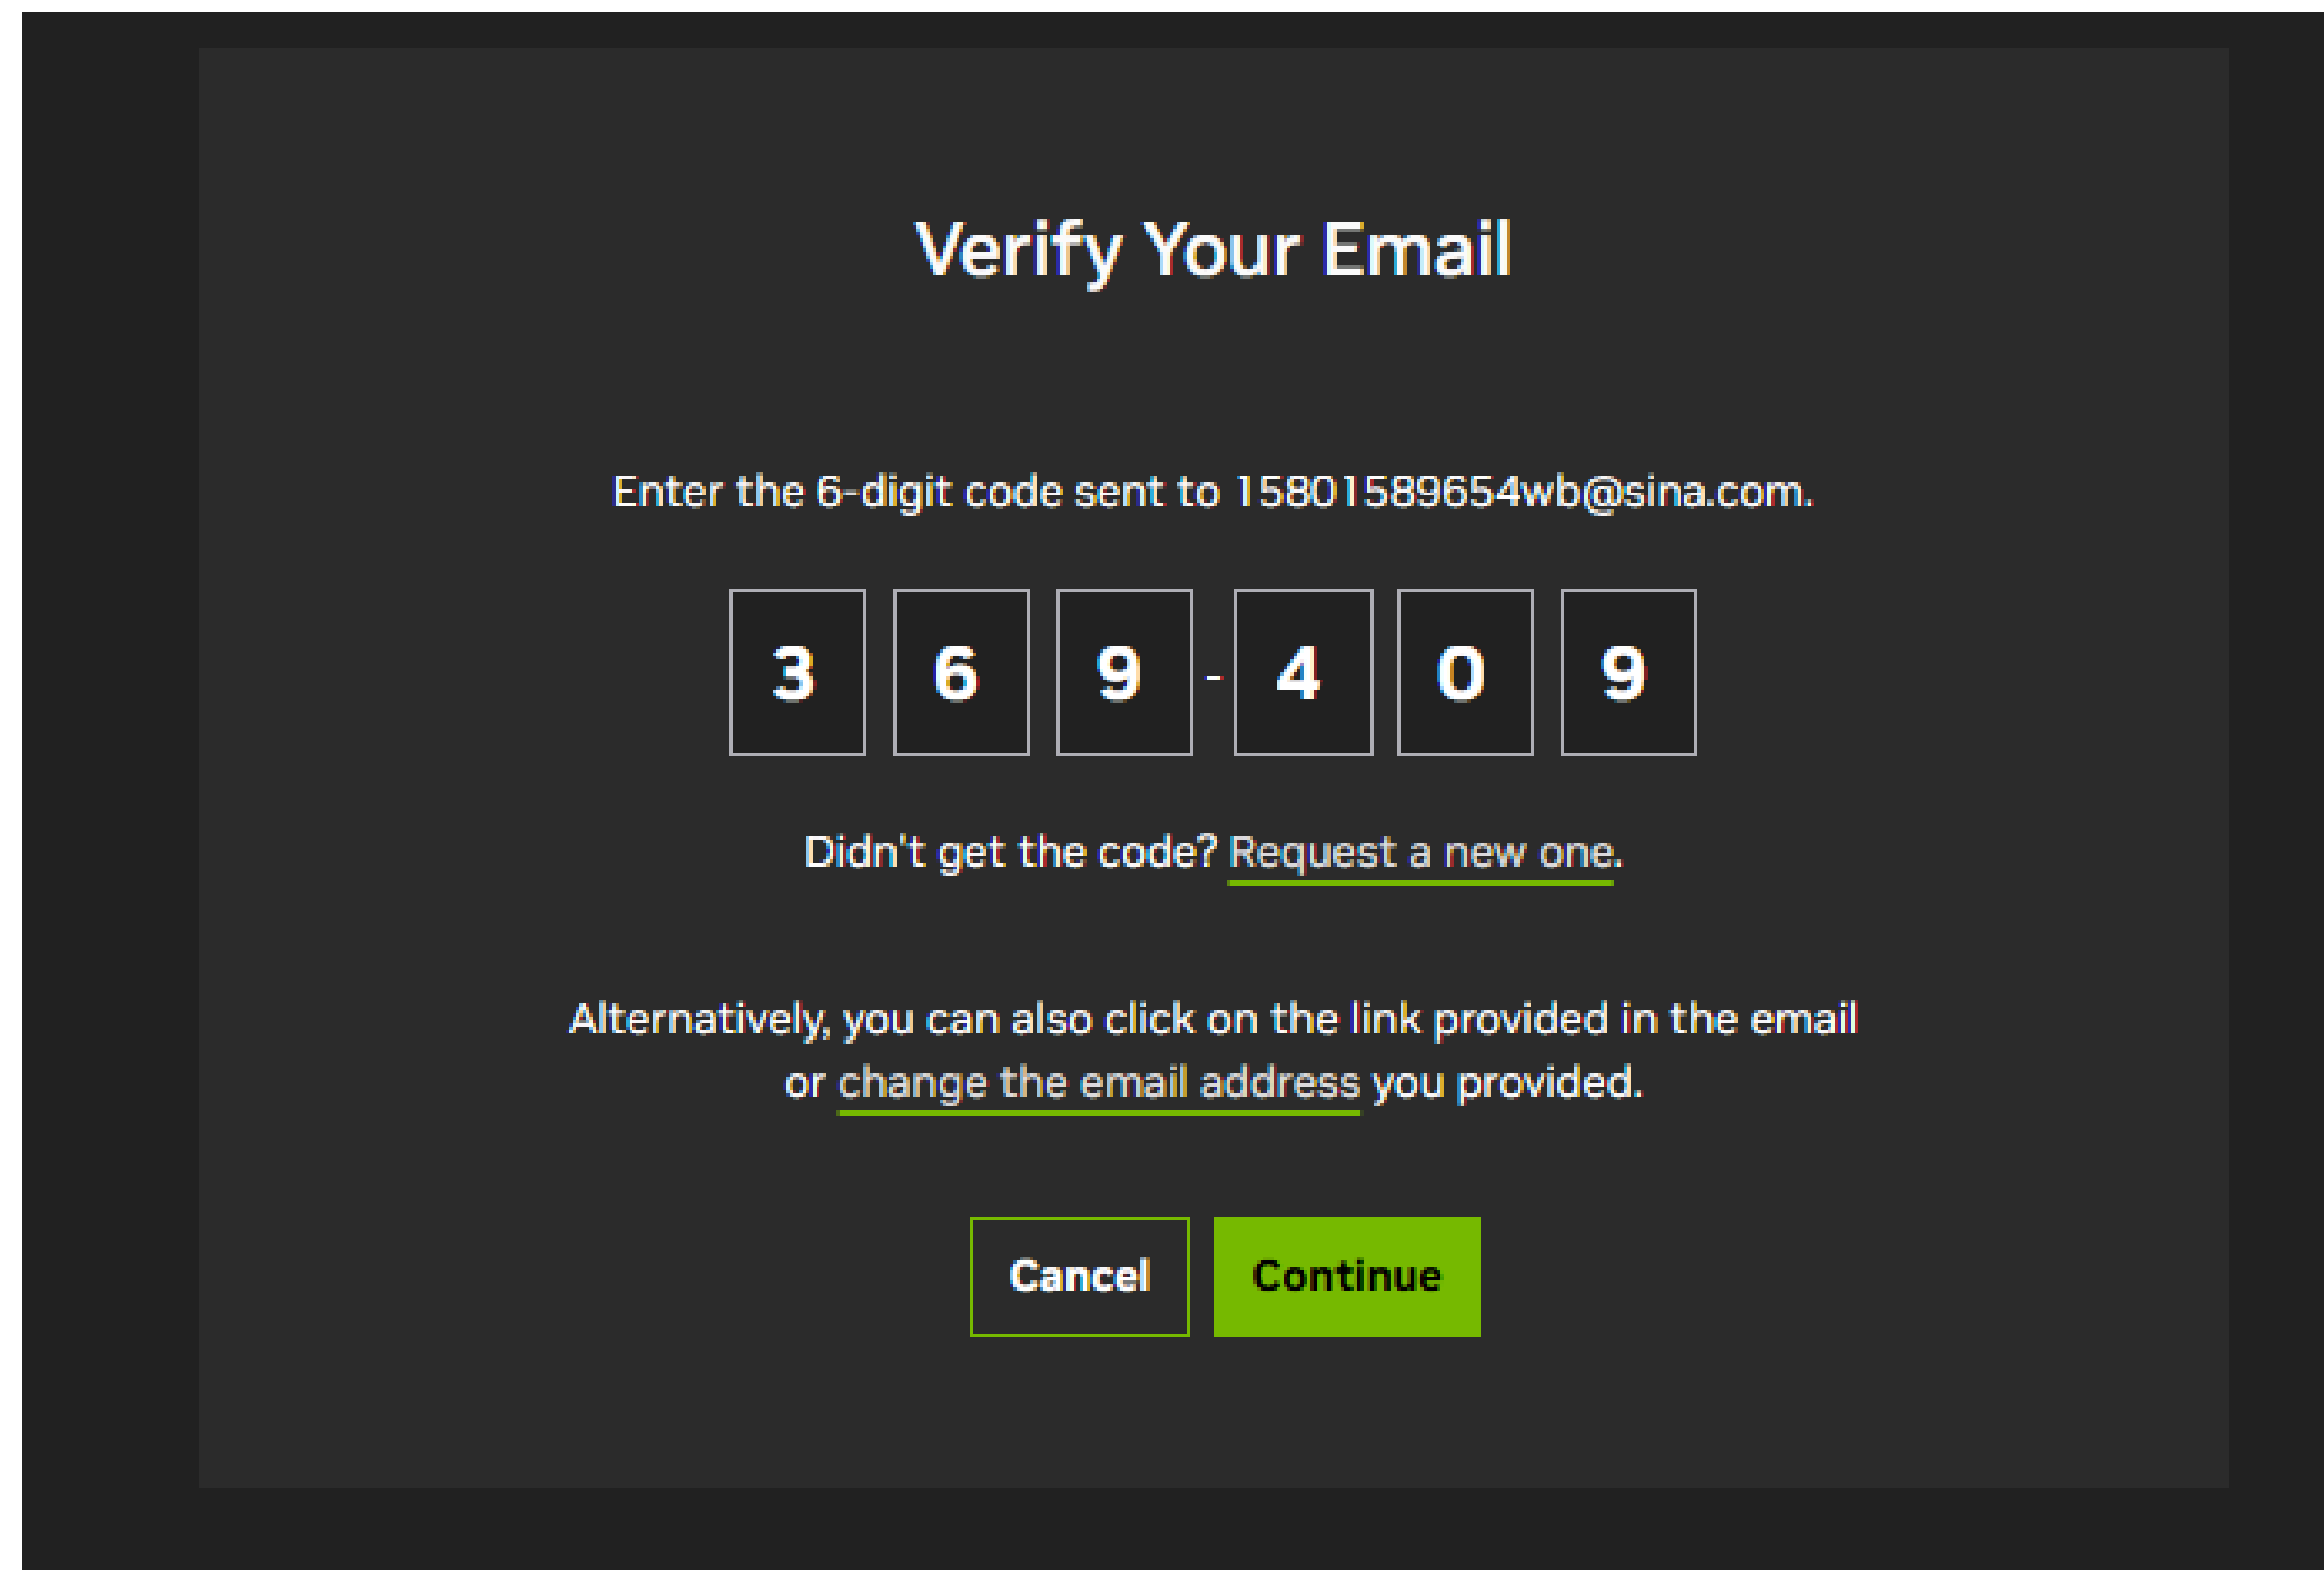 Verify Your Email
Enter the 6-digit code sent to 15801589654wb@sina.com.
3 6 9 - 4 0 9
Didn't get the code? Request a new one.
Alternatively, you can also click on the link provided in the email
or change the email address you provided.
Cancel Continue